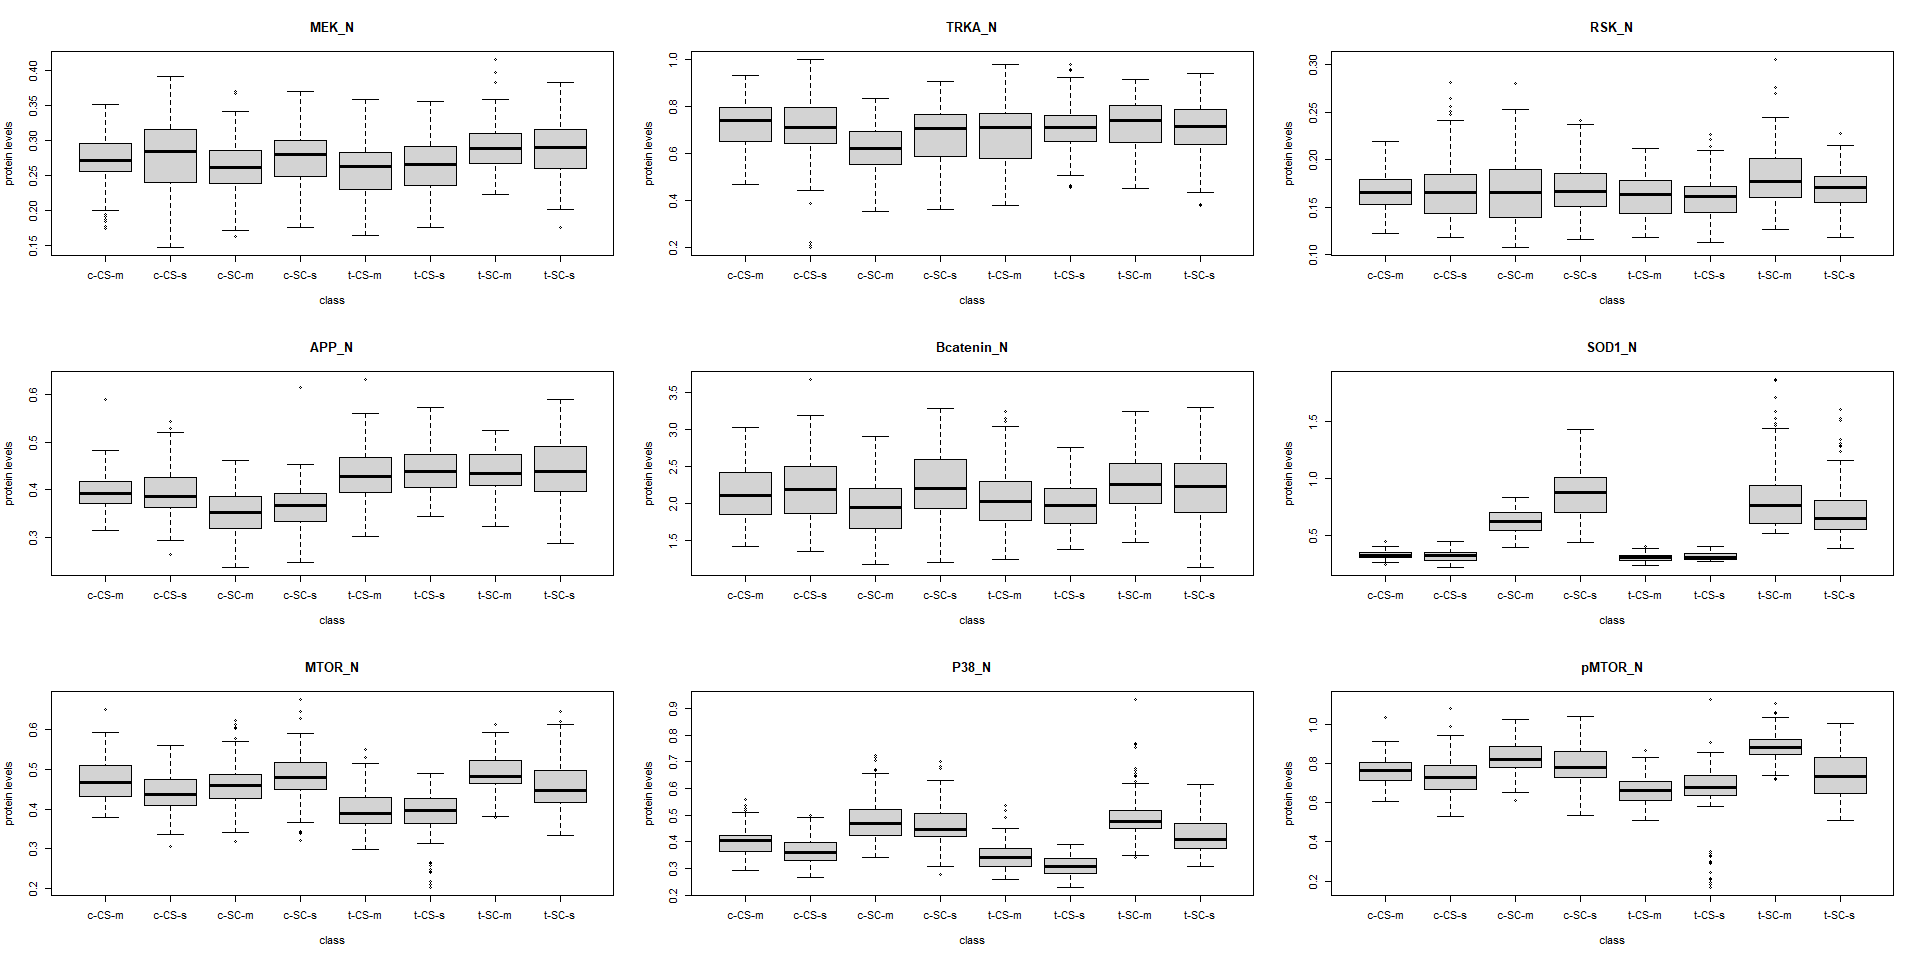 MEK_N
protein levels
0.15 0.20 0.25 0.30 0.35 0.40
c-CS-m c-CS-s c-SC-m c-SC-s t-CS-m t-CS-s t-SC-m t-SC-s
class
TRKA_N
protein levels
0.2 0.4 0.6 0.8 1.0
c-CS-m c-CS-s c-SC-m c-SC-s t-CS-m t-CS-s t-SC-m t-SC-s
class
RSK_N
protein levels
0.10 0.15 0.20 0.25 0.30
c-CS-m c-CS-s c-SC-m c-SC-s t-CS-m t-CS-s t-SC-m t-SC-s
class
APP_N
protein levels
0.3 0.4 0.5 0.6
c-CS-m c-CS-s c-SC-m c-SC-s t-CS-m t-CS-s t-SC-m t-SC-s
class
Bcatenin_N
protein levels
1.5 2.0 2.5 3.0 3.5
c-CS-m c-CS-s c-SC-m c-SC-s t-CS-m t-CS-s t-SC-m t-SC-s
class
SOD1_N
protein levels
0.5 1.0 1.5
c-CS-m c-CS-s c-SC-m c-SC-s t-CS-m t-CS-s t-SC-m t-SC-s
class
MTOR_N
protein levels
0.2 0.3 0.4 0.5 0.6
c-CS-m c-CS-s c-SC-m c-SC-s t-CS-m t-CS-s t-SC-m t-SC-s
class
P38_N
protein levels
0.2 0.3 0.4 0.5 0.6 0.7 0.8 0.9
c-CS-m c-CS-s c-SC-m c-SC-s t-CS-m t-CS-s t-SC-m t-SC-s
class
pMTOR_N
protein levels
0.2 0.4 0.6 0.8 1.0
c-CS-m c-CS-s c-SC-m c-SC-s t-CS-m t-CS-s t-SC-m t-SC-s
class